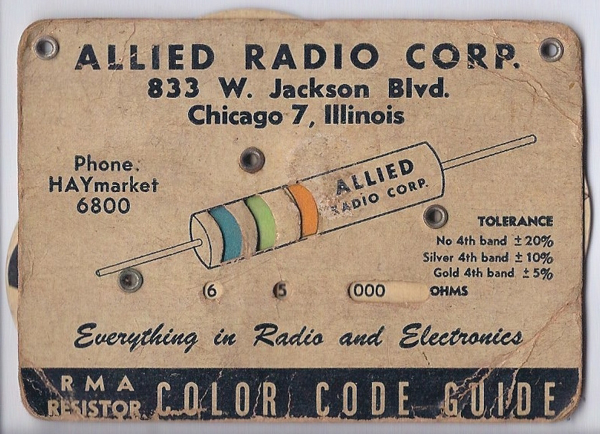 ALLIED RADIO CORP.
833 W. Jackson Blvd.
Chicago 7, Illinois
Phone:
HAYmarket
6800
ALLIED
RADIO CORP.
TOLERANCE
No 4th band ± 20%
Silver 4th band ± 10%
Gold 4th band ± 5%
6 5 000 OHMS
Everything in Radio and Electronics
RMA
RESISTOR COLOR CODE GUIDE